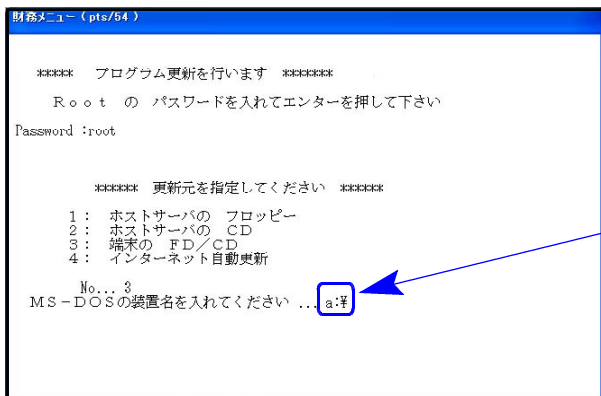 財務メニュー ( pts/54 )
***** プログラム更新を行います *******
Root の パスワードを入れてエンターを押して下さい
Password :root
****** 更新元を指定してください ******
1: ホストサーバの フロッピー
2: ホストサーバの CD
3: 端末の FD/CD
4: インターネット自動更新
No... 3
MS-DOSの装置名を入れてください ... a:¥